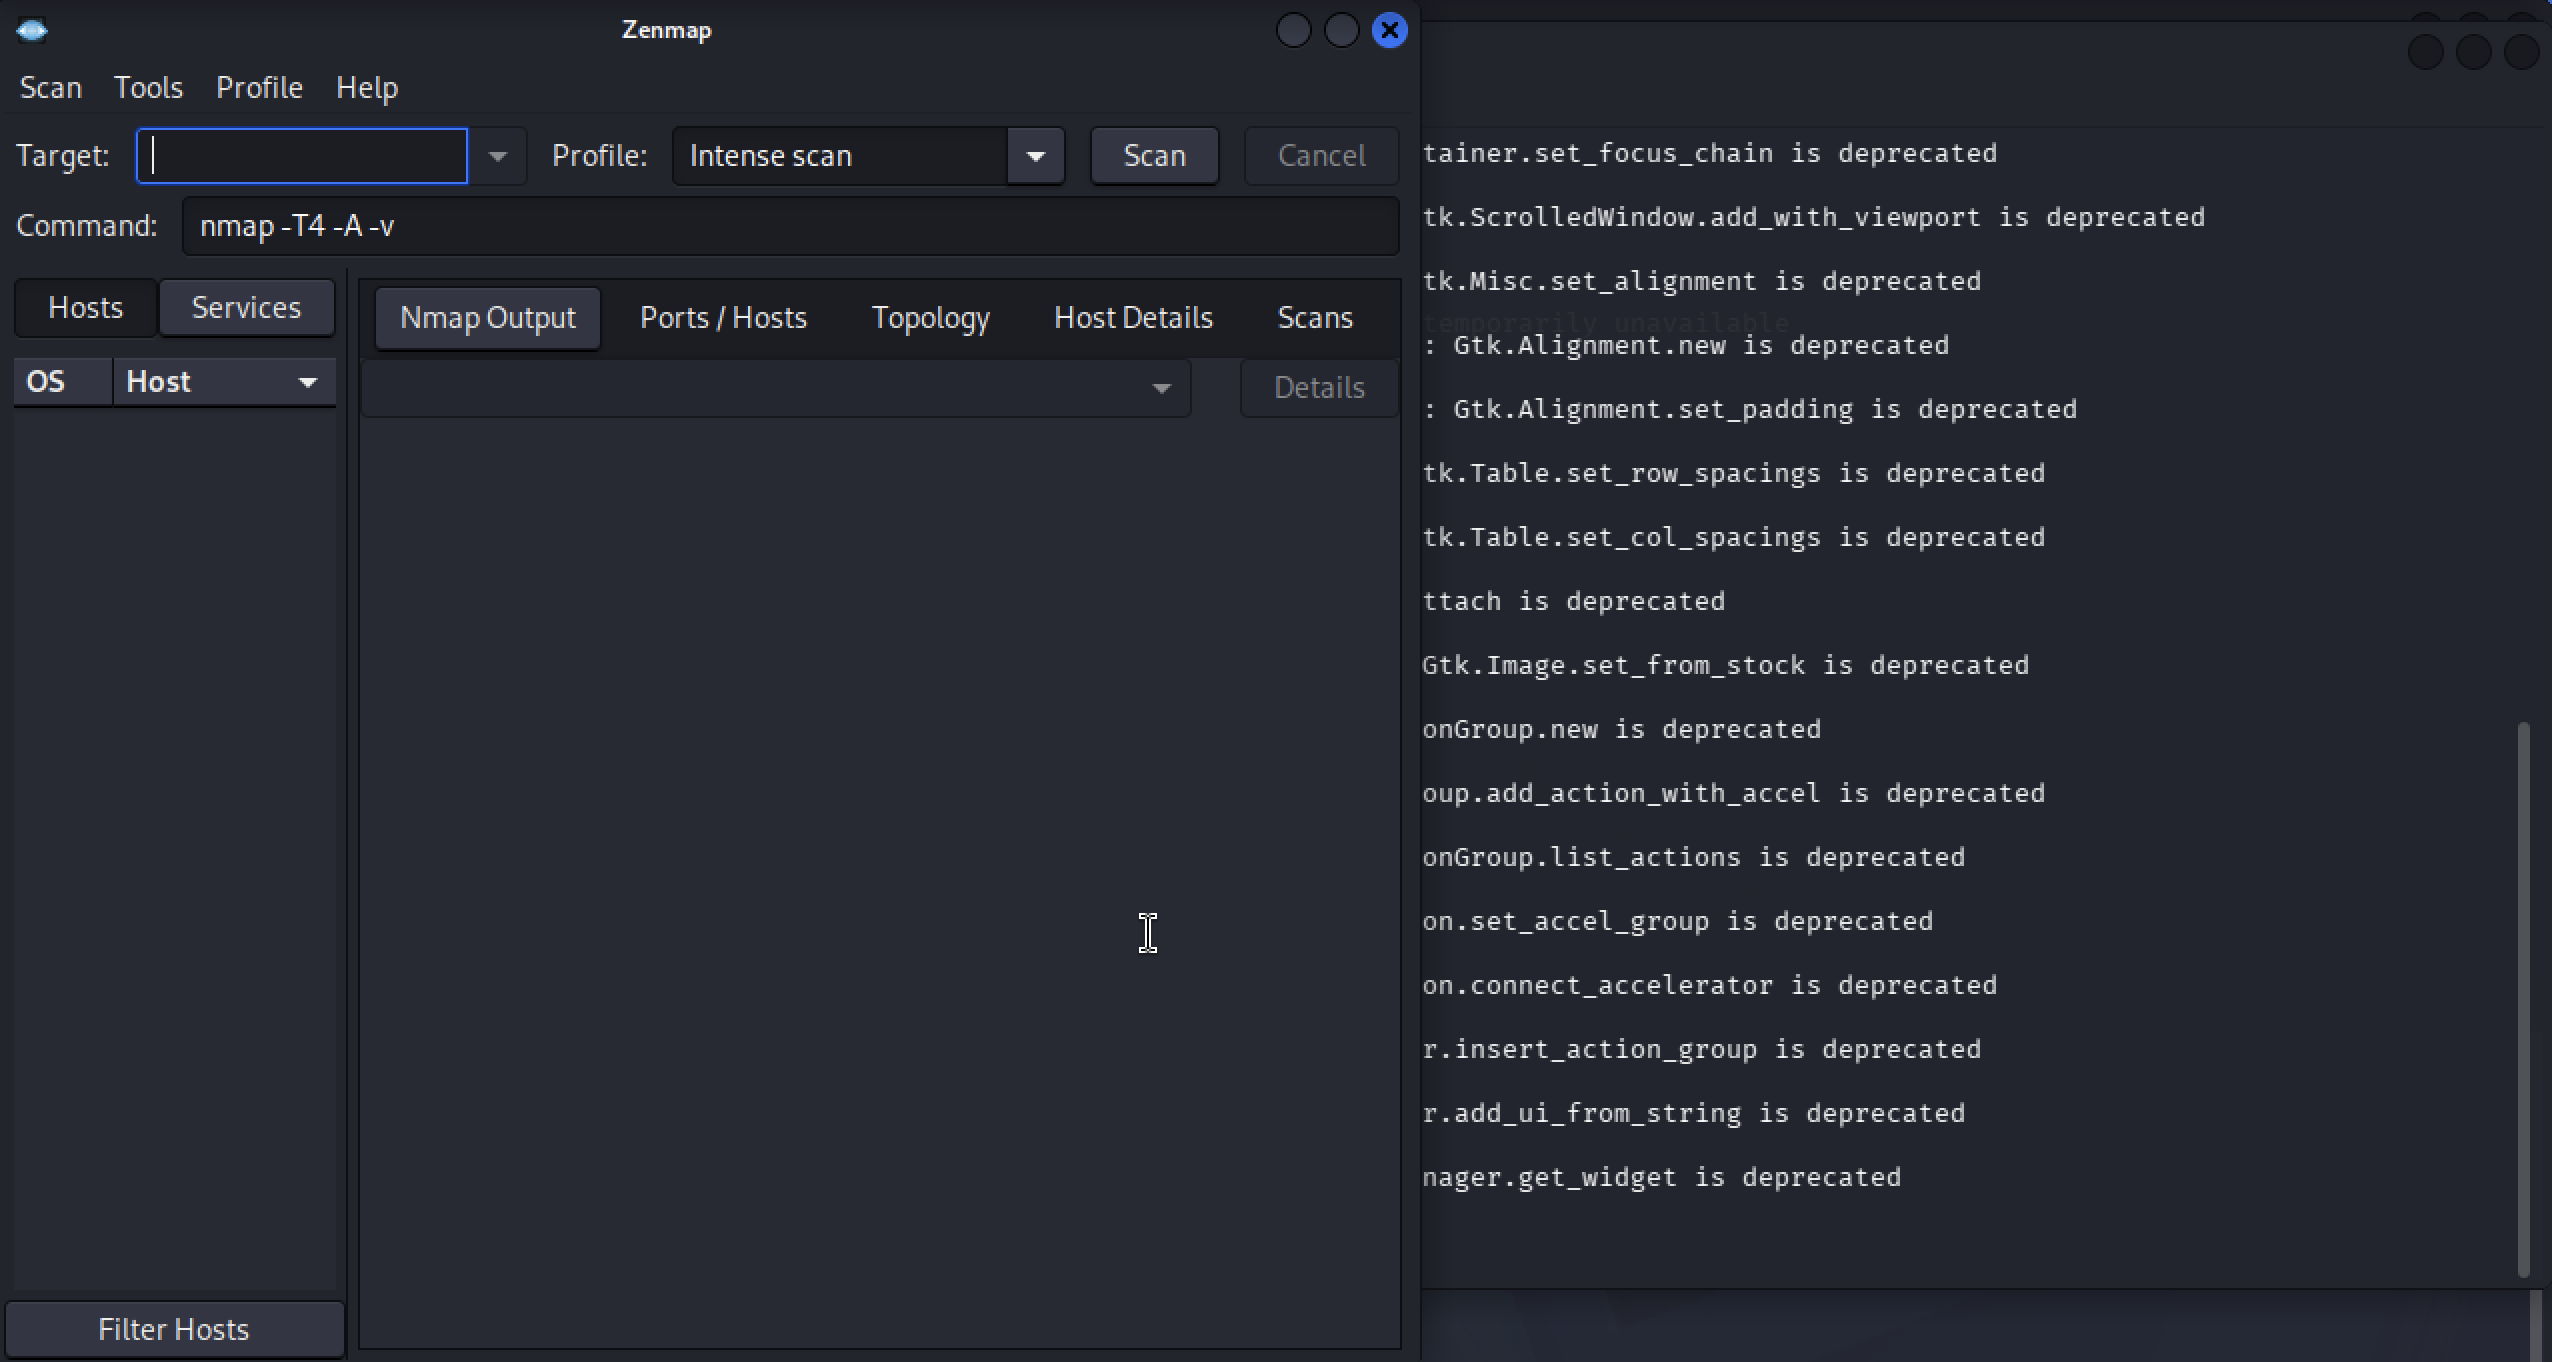 Zenmap
Scan Tools Profile Help
Target: Profile: Intense scan Scan Cancel
Command: nmap -T4 -A -v
Hosts Services
OS Host
Nmap Output Ports / Hosts Topology Host Details Scans
Details
Filter Hosts
tainer.set_focus_chain is deprecated
tk.ScrolledWindow.add_with_viewport is deprecated
tk.Misc.set_alignment is deprecated
temporarily unavailable
: Gtk.Alignment.new is deprecated
: Gtk.Alignment.set_padding is deprecated
tk.Table.set_row_spacings is deprecated
tk.Table.set_col_spacings is deprecated
ttach is deprecated
Gtk.Image.set_from_stock is deprecated
onGroup.new is deprecated
oup.add_action_with_accel is deprecated
onGroup.list_actions is deprecated
on.set_accel_group is deprecated
on.connect_accelerator is deprecated
r.insert_action_group is deprecated
r.add_ui_from_string is deprecated
nager.get_widget is deprecated